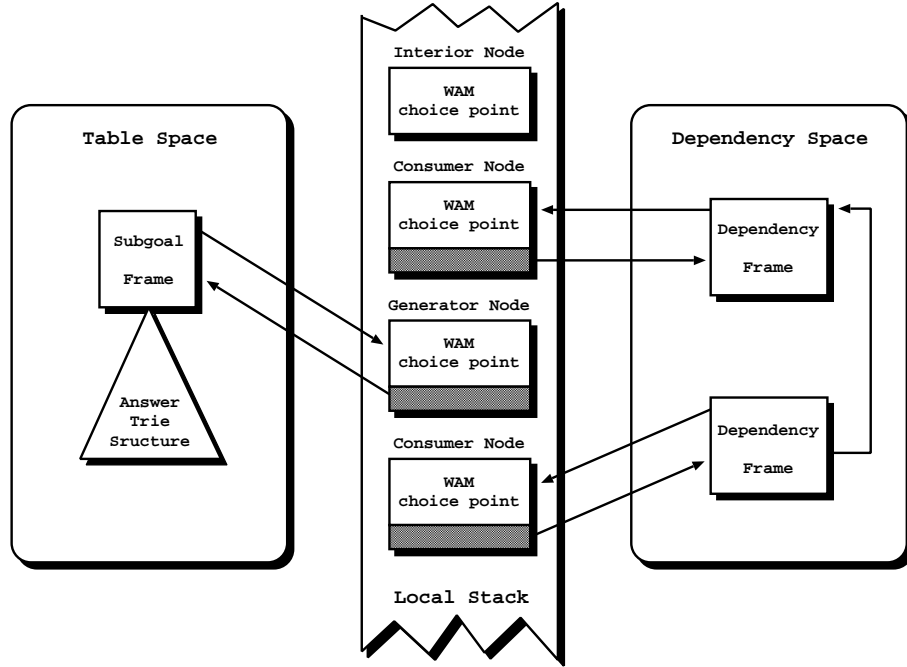 Table Space
Subgoal
Frame
Answer
Trie
Sructure
Interior Node
WAM
choice point
Consumer Node
WAM
choice point
Generator Node
WAM
choice point
Consumer Node
WAM
choice point
Local Stack
Dependency Space
Dependency
Frame
Dependency
Frame